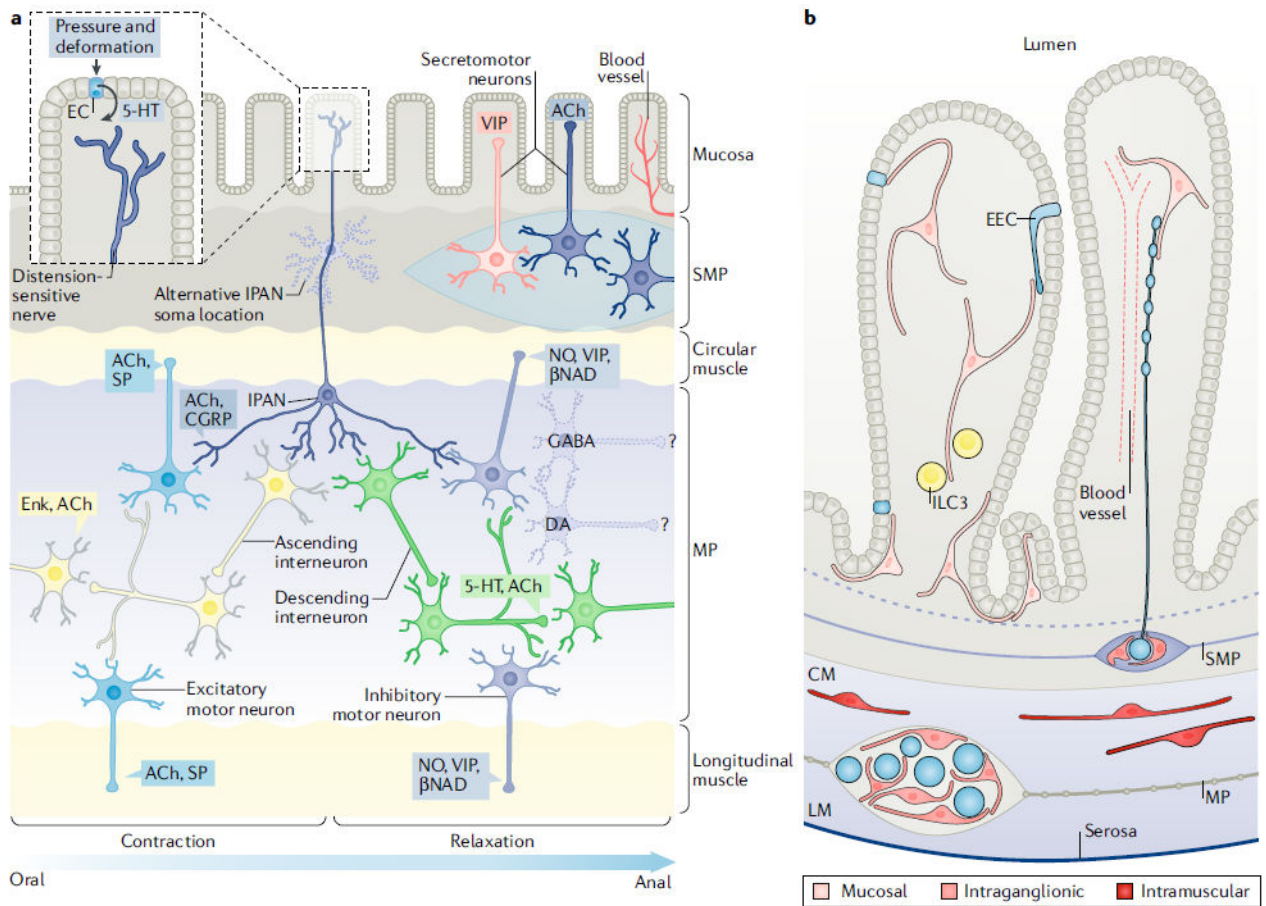 a
Pressure and
deformation
EC
5-HT
Distension-
sensitive
nerve
Alternative IPAN
soma location
Secretomotor
neurons
Blood
vessel
VIP
ACh
Mucosa
SMP
Circular
muscle
ACh,
SP
ACh,
CGRP
IPAN
NO, VIP,
βNAD
GABA
?
DA
?
Enk, ACh
Ascending
interneuron
Descending
interneuron
5-HT, ACh
MP
Excitatory
motor neuron
Inhibitory
motor neuron
ACh, SP
NO, VIP,
βNAD
Longitudinal
muscle
Contraction
Relaxation
Oral
Anal
b
Lumen
EEC
ILC3
Blood
vessel
SMP
CM
MP
LM
Serosa
Mucosal
Intraganglionic
Intramuscular